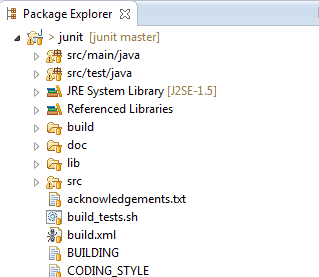 Package Explorer
> junit [junit master]
src/main/java
src/test/java
JRE System Library [J2SE-1.5]
Referenced Libraries
build
doc
lib
src
acknowledgements.txt
build_tests.sh
build.xml
BUILDING
CODING_STYLE